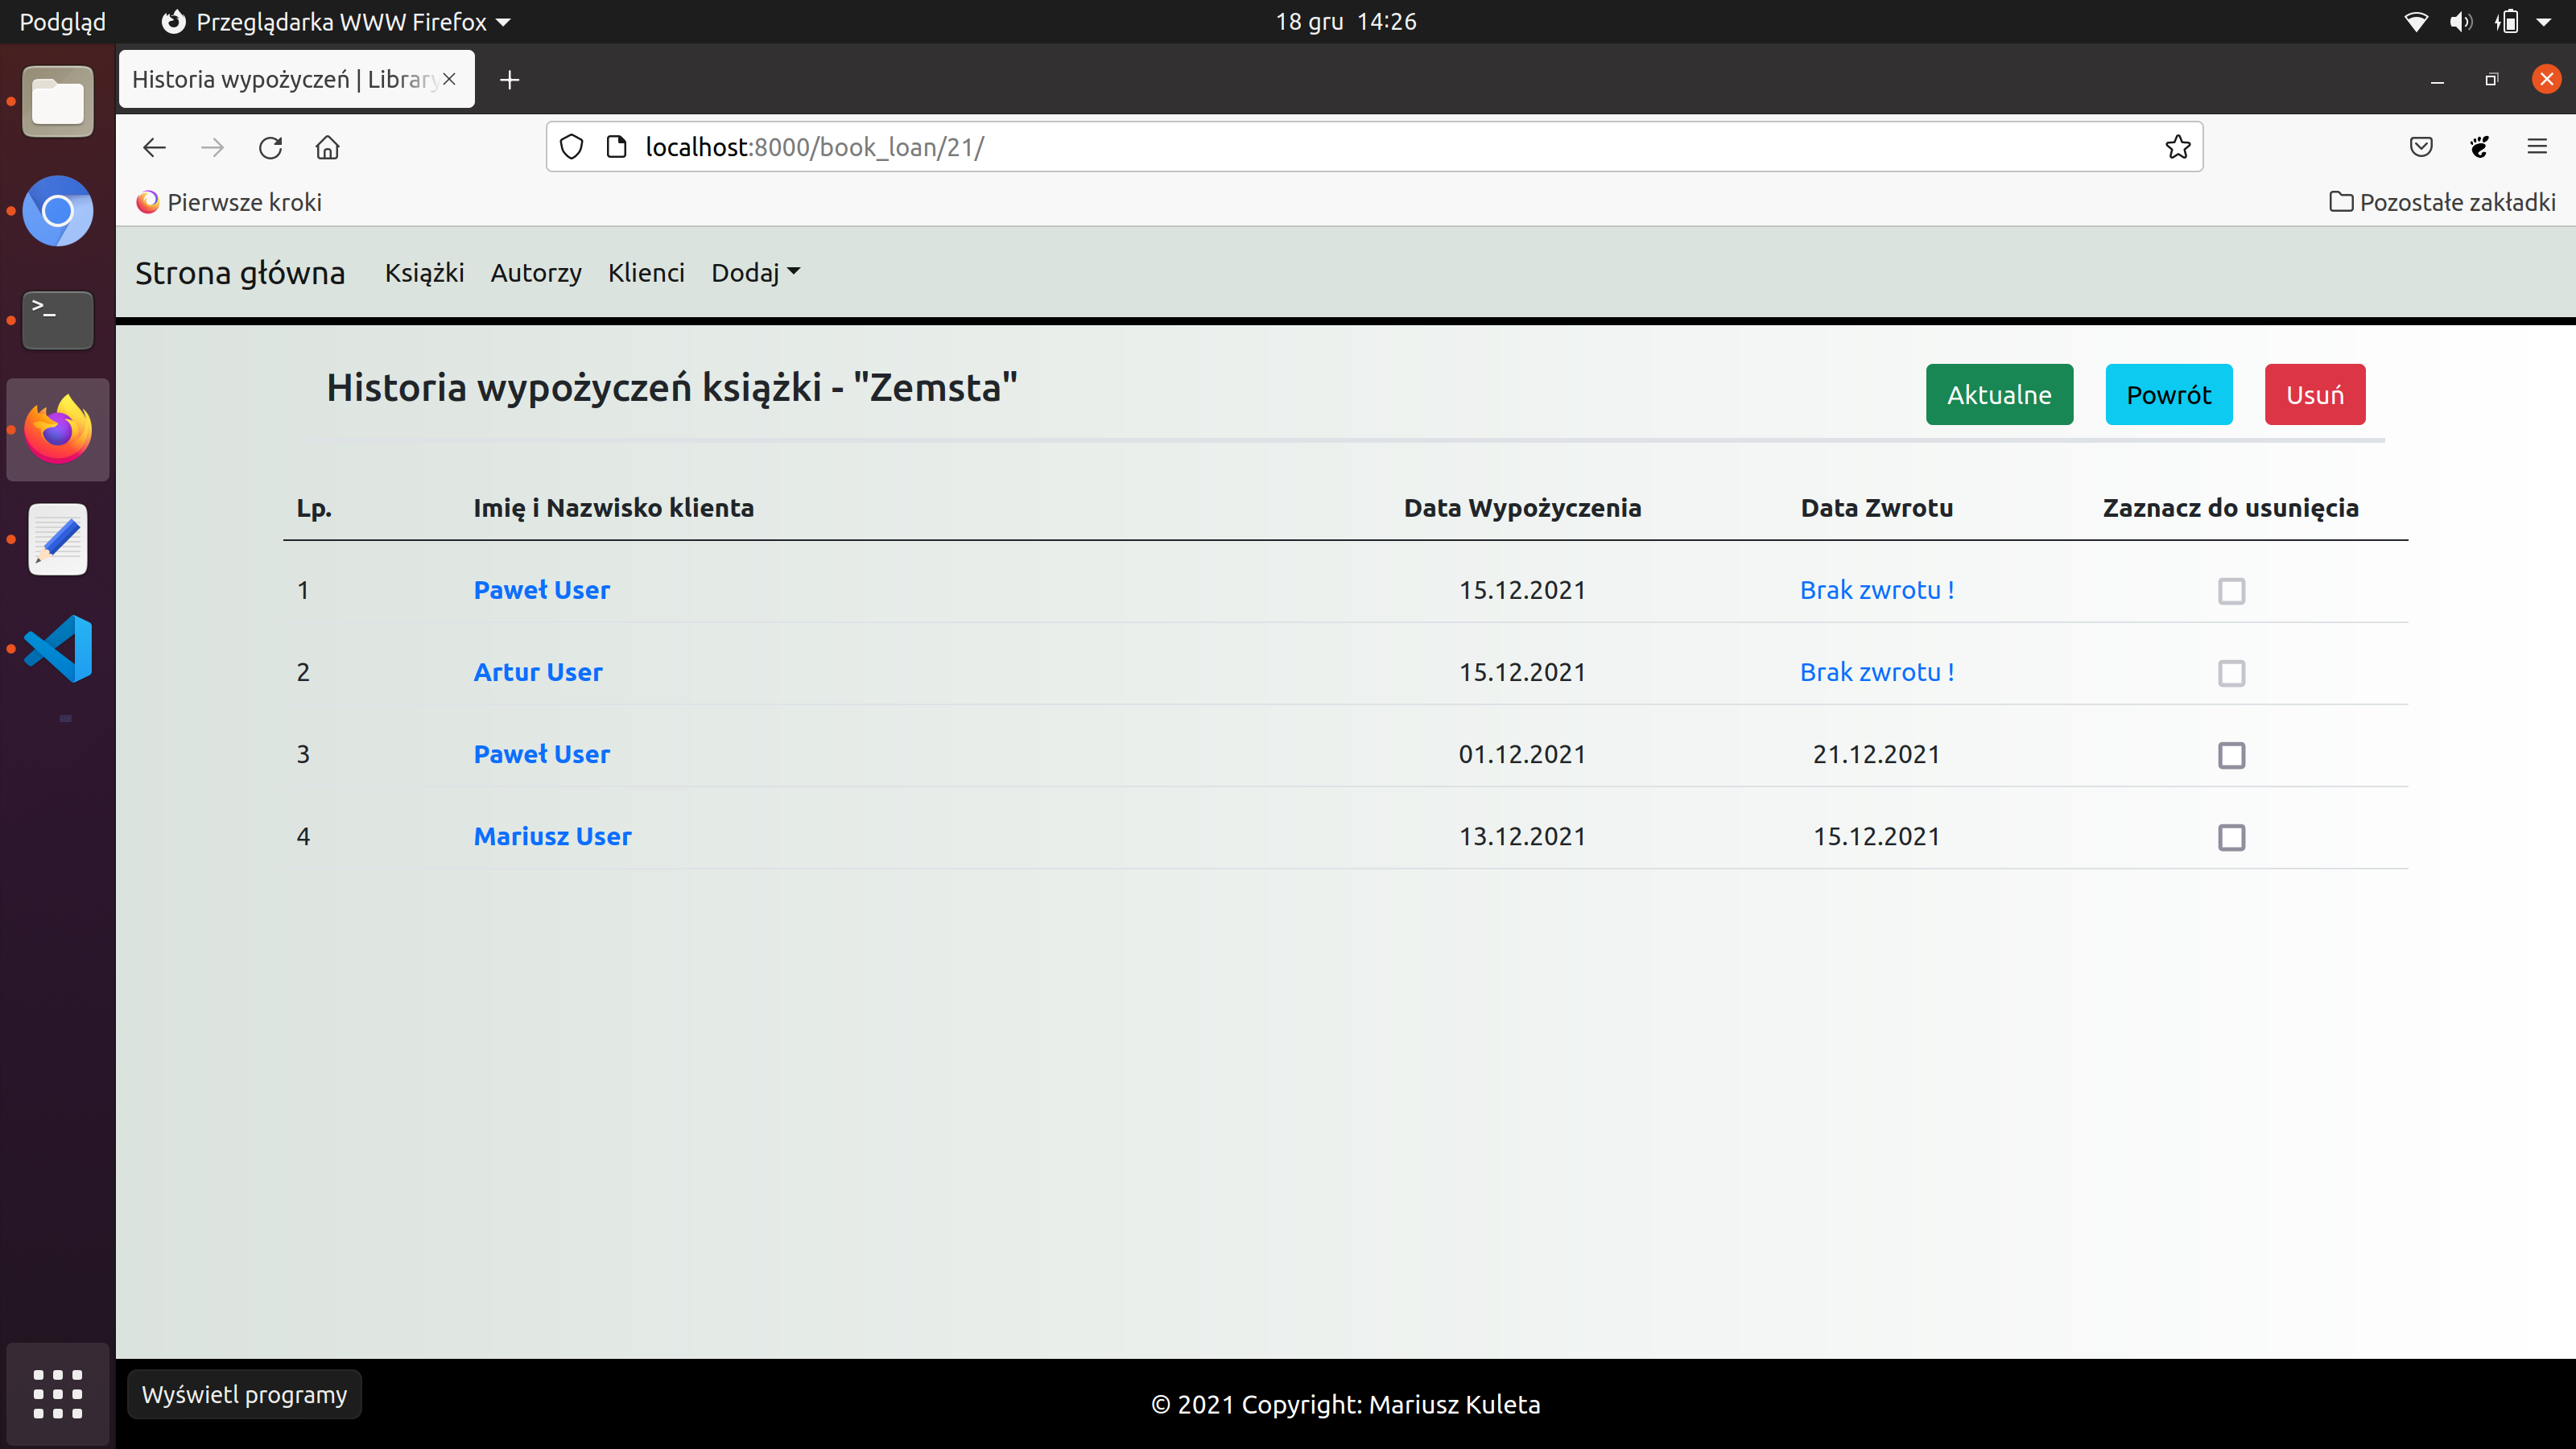 Podgląd Przeglądarka WWW Firefox 18 gru 14:26
Historia wypożyczeń | Library
localhost:8000/book_loan/21/
Pierwsze kroki Pozostałe zakładki
Strona główna Książki Autorzy Klienci Dodaj
Historia wypożyczeń książki - "Zemsta" Aktualne Powrót Usuń
Lp. Imię i Nazwisko klienta Data Wypożyczenia Data Zwrotu Zaznacz do usunięcia
1 Paweł User 15.12.2021 Brak zwrotu !
2 Artur User 15.12.2021 Brak zwrotu !
3 Paweł User 01.12.2021 21.12.2021
4 Mariusz User 13.12.2021 15.12.2021
Wyświetl programy
© 2021 Copyright: Mariusz Kuleta